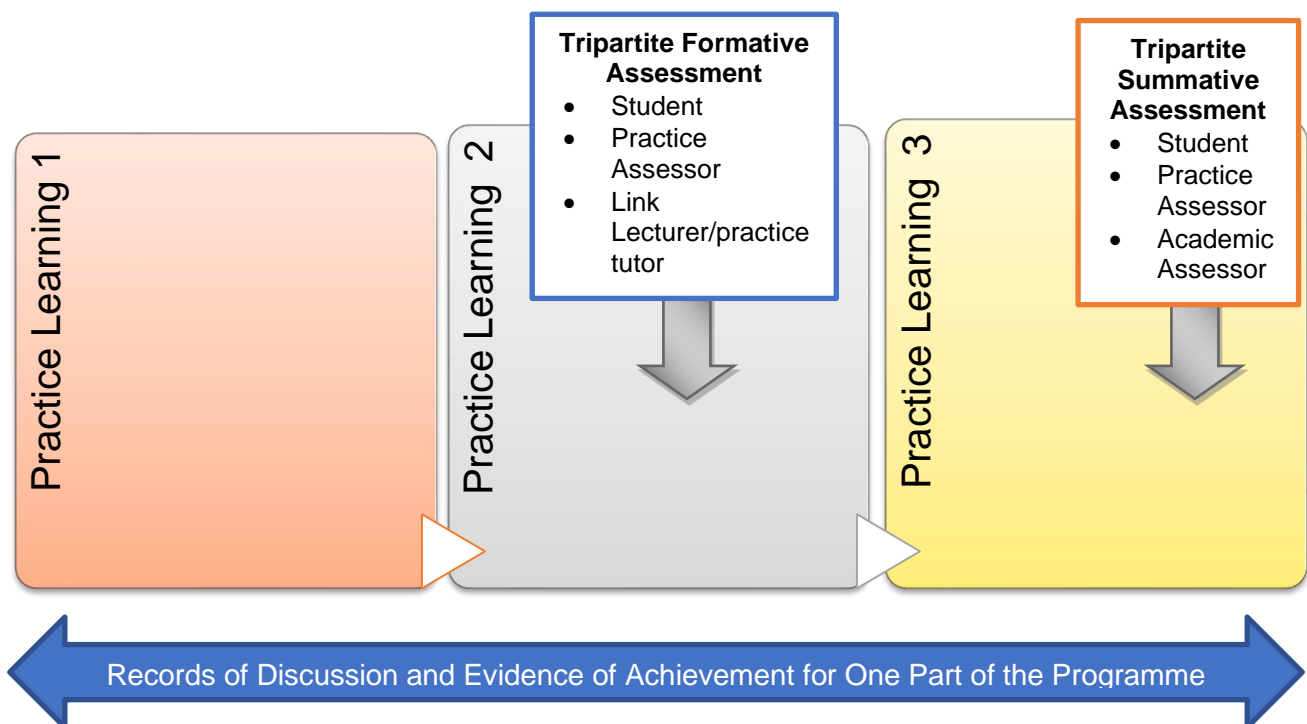 Practice Learning 1
Practice Learning 2
Tripartite Formative
Assessment
• Student
• Practice
Assessor
• Link
Lecturer/practice
tutor
Practice Learning 3
Tripartite
Summative
Assessment
• Student
• Practice
Assessor
• Academic
Assessor
Records of Discussion and Evidence of Achievement for One Part of the Programme